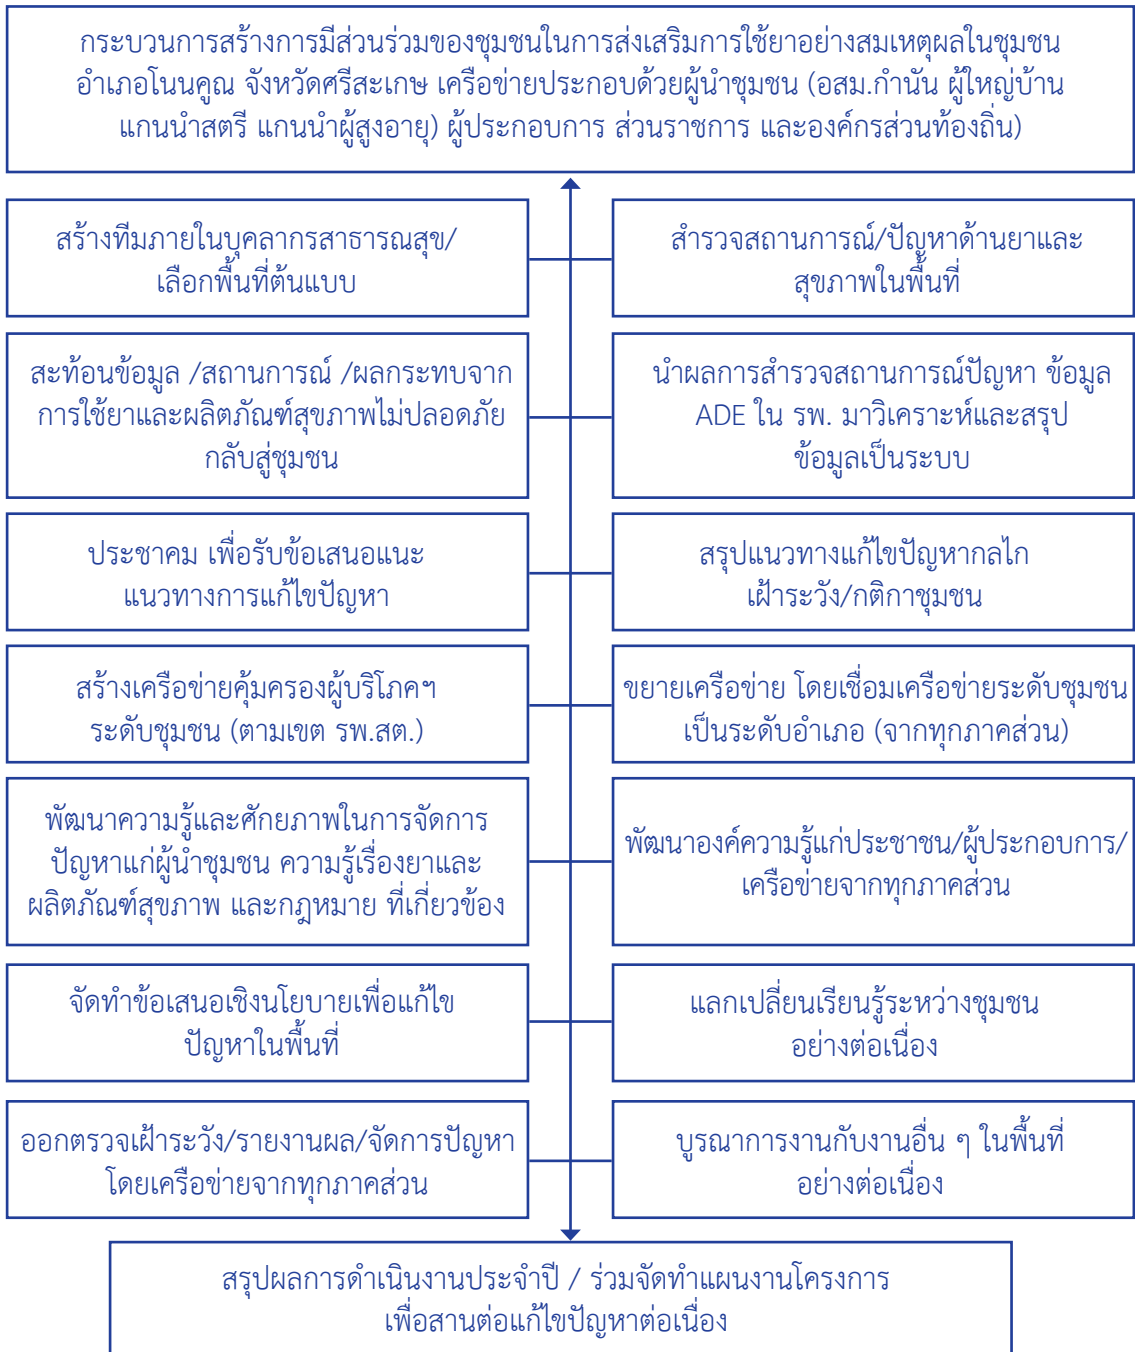 กระบวนการสร้างการมีส่วนร่วมของชุมชนในการส่งเสริมการใช้ยาอย่างสมเหตุผลในชุมชน
อำเภอโนนคูณ จังหวัดศรีสะเกษ เครือข่ายประกอบด้วยผู้นำชุมชน (อสม.กำนัน ผู้ใหญ่บ้าน
แกนนำสตรี แกนนำผู้สูงอายุ) ผู้ประกอบการ ส่วนราชการ และองค์กรส่วนท้องถิ่น)
สร้างทีมภายในบุคลากรสาธารณสุข/
เลือกพื้นที่ต้นแบบ
สำรวจสถานการณ์/ปัญหาด้านยาและ
สุขภาพในพื้นที่
สะท้อนข้อมูล /สถานการณ์ /ผลกระทบจาก
การใช้ยาและผลิตภัณฑ์สุขภาพไม่ปลอดภัย
กลับสู่ชุมชน
นำผลการสำรวจสถานการณ์ปัญหา ข้อมูล
ADE ใน รพ. มาวิเคราะห์และสรุป
ข้อมูลเป็นระบบ
ประชาคม เพื่อรับข้อเสนอแนะ
แนวทางการแก้ไขปัญหา
สรุปแนวทางแก้ไขปัญหากลไก
เฝ้าระวัง/กติกาชุมชน
สร้างเครือข่ายคุ้มครองผู้บริโภคฯ
ระดับชุมชน (ตามเขต รพ.สต.)
ขยายเครือข่าย โดยเชื่อมเครือข่ายระดับชุมชน
เป็นระดับอำเภอ (จากทุกภาคส่วน)
พัฒนาความรู้และศักยภาพในการจัดการ
ปัญหาแก่ผู้นำชุมชน ความรู้เรื่องยาและ
ผลิตภัณฑ์สุขภาพ และกฎหมาย ที่เกี่ยวข้อง
พัฒนาองค์ความรู้แก่ประชาชน/ผู้ประกอบการ/
เครือข่ายจากทุกภาคส่วน
จัดทำข้อเสนอเชิงนโยบายเพื่อแก้ไข
ปัญหาในพื้นที่
แลกเปลี่ยนเรียนรู้ระหว่างชุมชน
อย่างต่อเนื่อง
ออกตรวจเฝ้าระวัง/รายงานผล/จัดการปัญหา
โดยเครือข่ายจากทุกภาคส่วน
บูรณาการงานกับงานอื่น ๆ ในพื้นที่
อย่างต่อเนื่อง
สรุปผลการดำเนินงานประจำปี / ร่วมจัดทำแผนงานโครงการ
เพื่อสานต่อแก้ไขปัญหาต่อเนื่อง